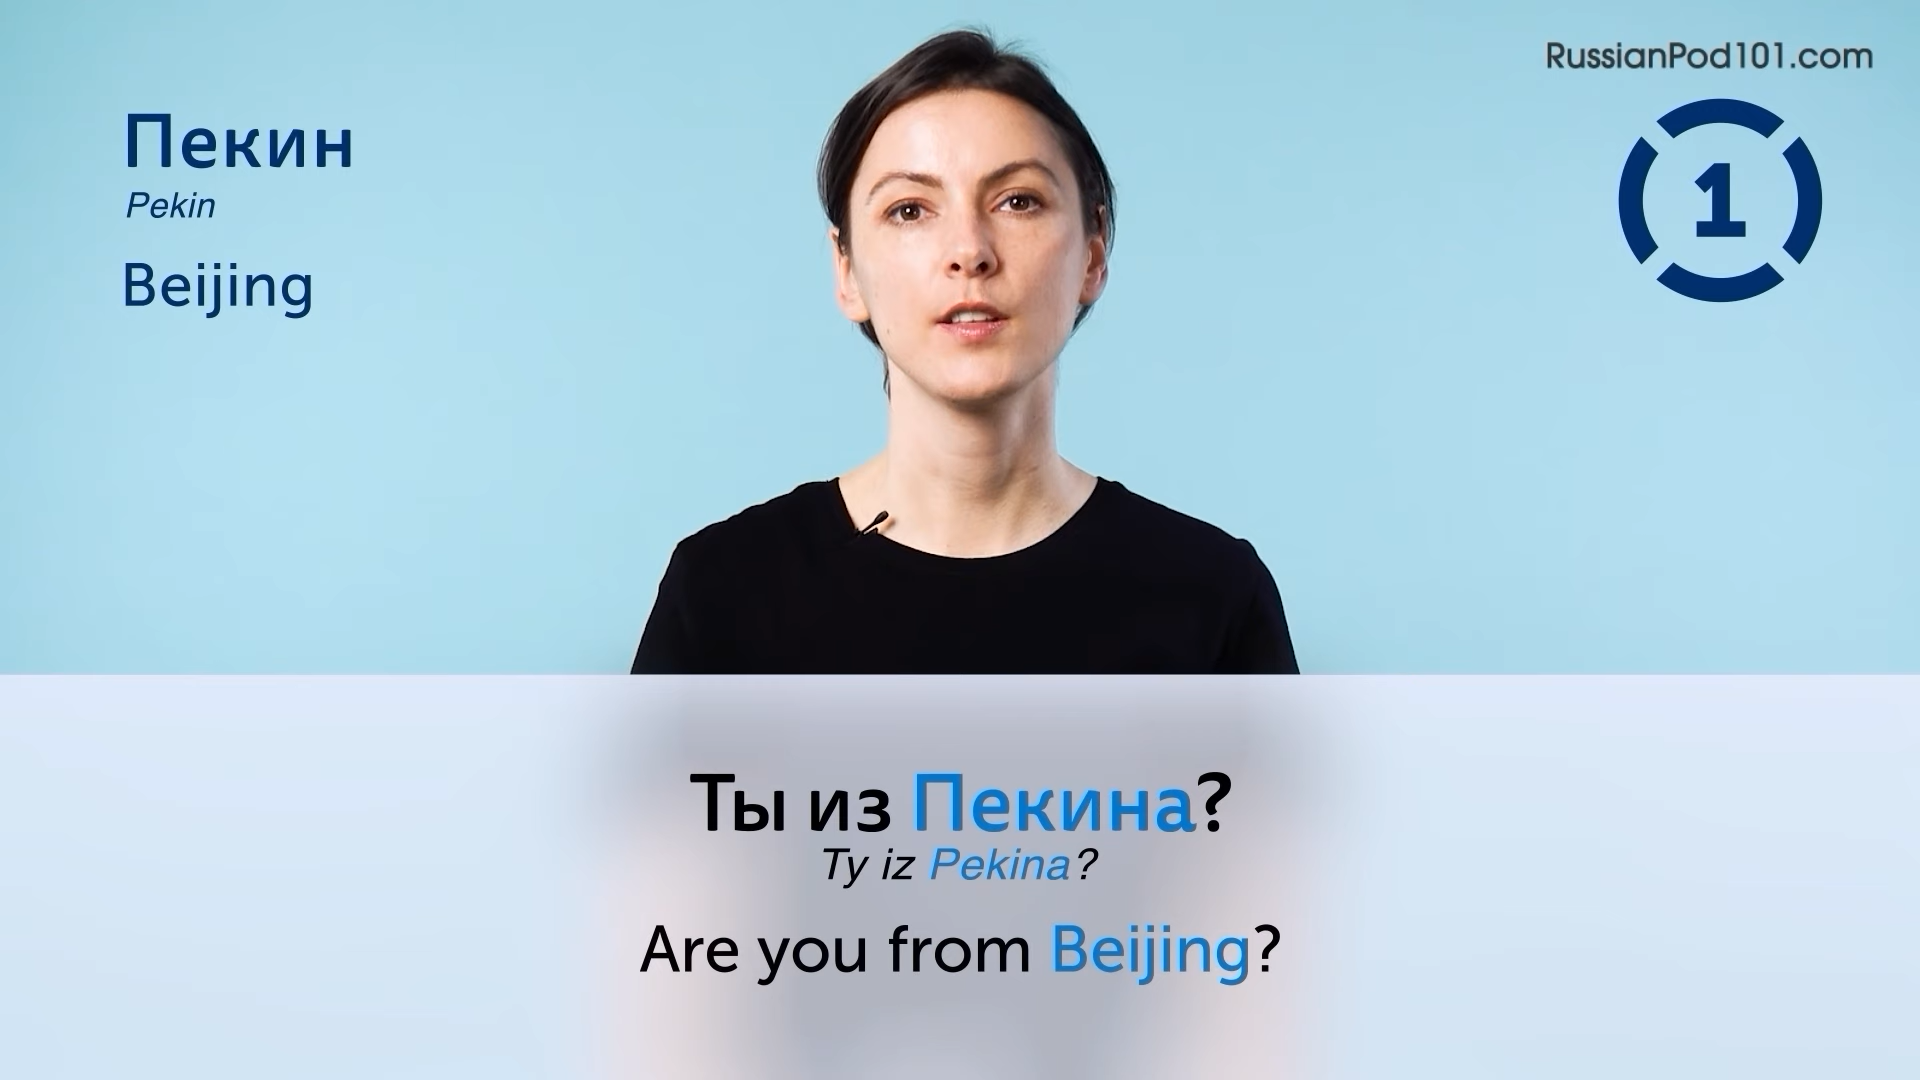 RussianPod101.com
Пекин
Pekin
Beijing
1
Ты из Пекина?
Ty iz Pekina?
Are you from Beijing?